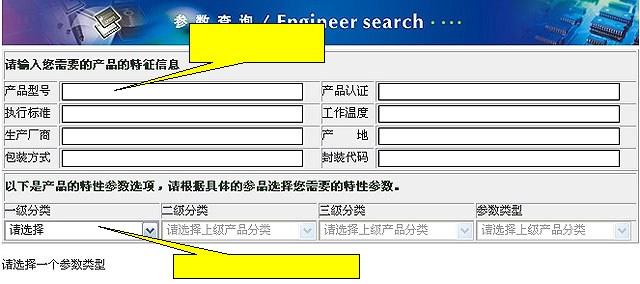 参 数 查 询 / Engineer search
请输入您需要的产品的特征信息
产品型号 产品认证
执行标准 工作温度
生产厂商 产 地
包装方式 封装代码
以下是产品的特性参数选项，请根据具体的参品选择您需要的特性参数。
一级分类 二级分类 三级分类 参数类型
请选择 请选择上级产品分类 请选择上级产品分类 请选择上级产品分类
请选择一个参数类型